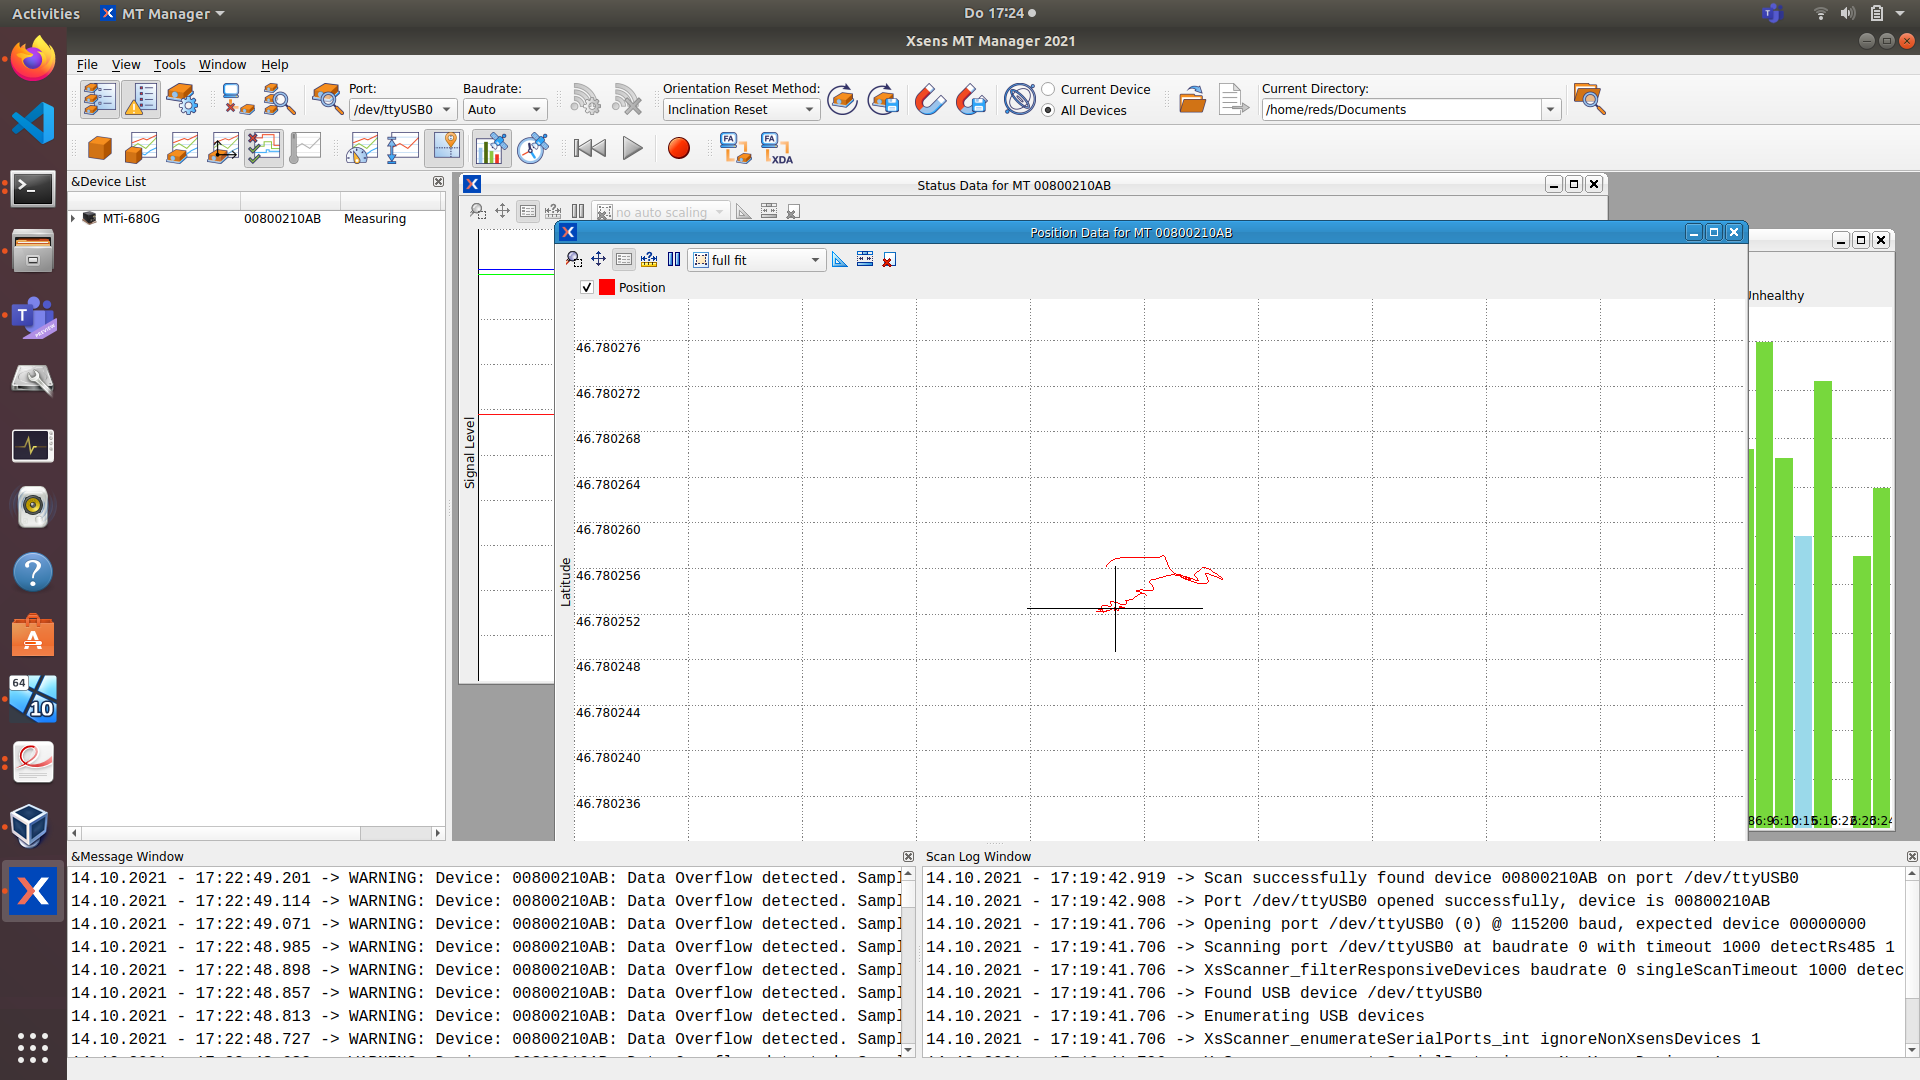 Activities
MT Manager
Do 17:24
Xsens MT Manager 2021
File View Tools Window Help
Port:
/dev/ttyUSB0
Baudrate:
Auto
Orientation Reset Method:
Inclination Reset
Current Device
All Devices
Current Directory:
/home/reds/Documents
FA
FA
XDA
&Device List
MTi-680G 00800210AB Measuring
Status Data for MT 00800210AB
no auto scaling
Signal Level
Position Data for MT 00800210AB
full fit
Position
Latitude
46.780276
46.780272
46.780268
46.780264
46.780260
46.780256
46.780252
46.780248
46.780244
46.780240
46.780236
Unhealthy
PREVIEW
64
10
&Message Window
14.10.2021 - 17:22:49.201 -> WARNING: Device: 00800210AB: Data Overflow detected. Sampl
14.10.2021 - 17:22:49.114 -> WARNING: Device: 00800210AB: Data Overflow detected. Sampl
14.10.2021 - 17:22:49.071 -> WARNING: Device: 00800210AB: Data Overflow detected. Sampl
14.10.2021 - 17:22:48.985 -> WARNING: Device: 00800210AB: Data Overflow detected. Sampl
14.10.2021 - 17:22:48.898 -> WARNING: Device: 00800210AB: Data Overflow detected. Sampl
14.10.2021 - 17:22:48.857 -> WARNING: Device: 00800210AB: Data Overflow detected. Sampl
14.10.2021 - 17:22:48.813 -> WARNING: Device: 00800210AB: Data Overflow detected. Sampl
14.10.2021 - 17:22:48.727 -> WARNING: Device: 00800210AB: Data Overflow detected. Sampl
Scan Log Window
14.10.2021 - 17:19:42.919 -> Scan successfully found device 00800210AB on port /dev/ttyUSB0
14.10.2021 - 17:19:42.908 -> Port /dev/ttyUSB0 opened successfully, device is 00800210AB
14.10.2021 - 17:19:41.706 -> Opening port /dev/ttyUSB0 (0) @ 115200 baud, expected device 00000000
14.10.2021 - 17:19:41.706 -> Scanning port /dev/ttyUSB0 at baudrate 0 with timeout 1000 detectRs485 1
14.10.2021 - 17:19:41.706 -> XsScanner_filterResponsiveDevices baudrate 0 singleScanTimeout 1000 detec
14.10.2021 - 17:19:41.706 -> Found USB device /dev/ttyUSB0
14.10.2021 - 17:19:41.706 -> Enumerating USB devices
14.10.2021 - 17:19:41.706 -> XsScanner_enumerateSerialPorts_int ignoreNonXsensDevices 1